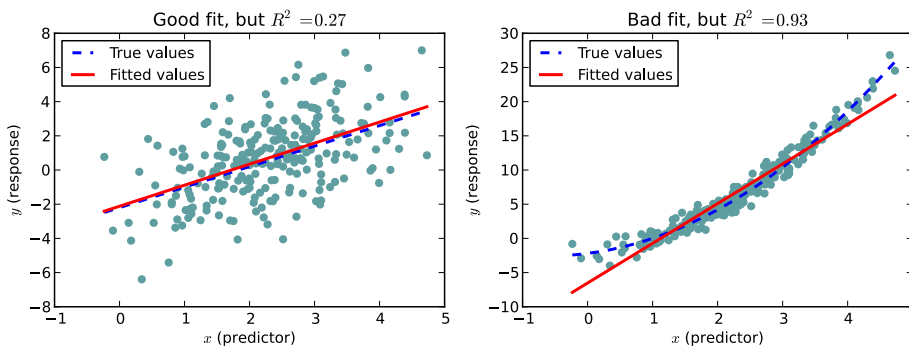 Good fit, but R² =0.27
8
6
4
2
0
−2
−4
−6
−8
y (response)
True values
Fitted values
−1 0 1 2 3 4 5
x (predictor)
Bad fit, but R² =0.93
30
25
20
15
10
5
0
−5
−10
y (response)
True values
Fitted values
−1 0 1 2 3 4
x (predictor)